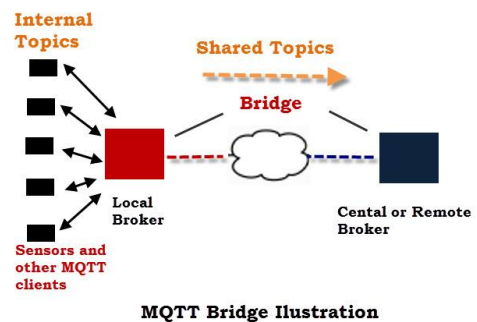 Internal
Topics
Shared Topics
Bridge
Local
Broker
Cental or Remote
Broker
Sensors and
other MQTT
clients
MQTT Bridge Ilustration